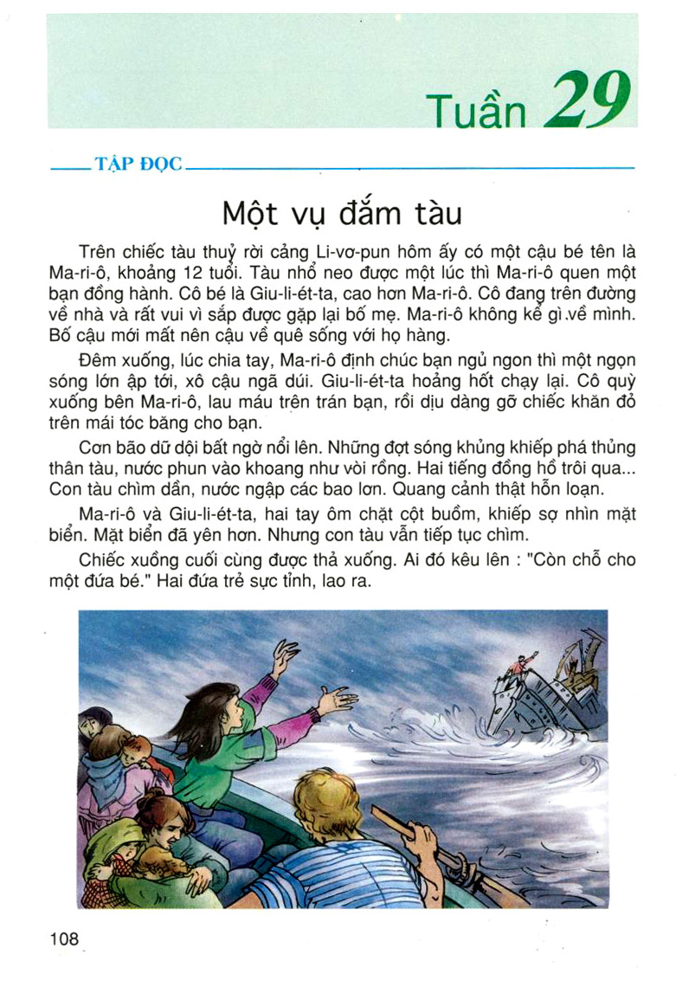 Tuần 29
TẬP ĐỌC
Một vụ đắm tàu
Trên chiếc tàu thuỷ rời cảng Li-vơ-pun hôm ấy có một cậu bé tên là
Ma-ri-ô, khoảng 12 tuổi. Tàu nhổ neo được một lúc thì Ma-ri-ô quen một
bạn đồng hành. Cô bé là Giu-li-ét-ta, cao hơn Ma-ri-ô. Cô đang trên đường
về nhà và rất vui vì sắp được gặp lại bố mẹ. Ma-ri-ô không kể gì về mình.
Bố cậu mới mất nên cậu về quê sống với họ hàng.
Đêm xuống, lúc chia tay, Ma-ri-ô định chúc bạn ngủ ngon thì một ngọn
sóng lớn ập tới, xô cậu ngã dúi. Giu-li-ét-ta hoảng hốt chạy lại. Cô quỳ
xuống bên Ma-ri-ô, lau máu trên trán bạn, rồi dịu dàng gỡ chiếc khăn đỏ
trên mái tóc băng cho bạn.
Cơn bão dữ dội bất ngờ nổi lên. Những đợt sóng khủng khiếp phá thủng
thân tàu, nước phun vào khoang như vòi rồng. Hai tiếng đồng hồ trôi qua...
Con tàu chìm dần, nước ngập các bao lơn. Quang cảnh thật hỗn loạn.
Ma-ri-ô và Giu-li-ét-ta, hai tay ôm chặt cột buồm, khiếp sợ nhìn mặt
biển. Mặt biển đã yên hơn. Nhưng con tàu vẫn tiếp tục chìm.
Chiếc xuồng cuối cùng được thả xuống. Ai đó kêu lên : "Còn chỗ cho
một đứa bé." Hai đứa trẻ sực tỉnh, lao ra.
108